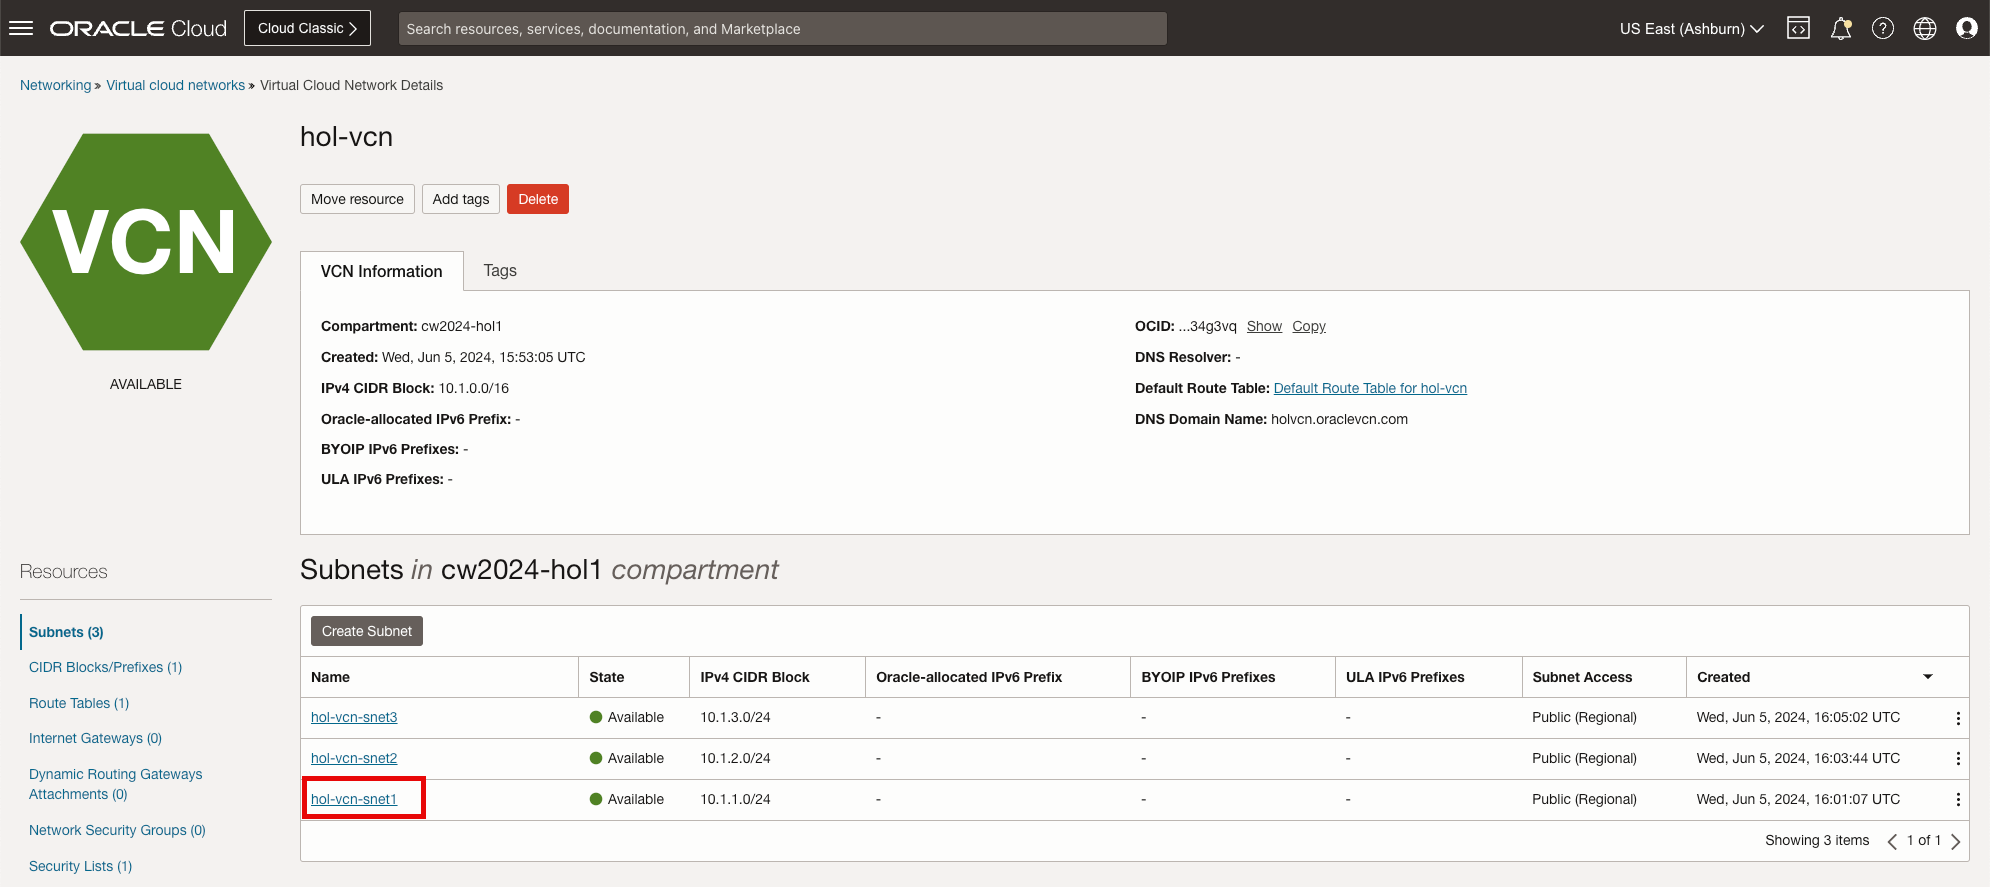 ORACLE Cloud
Cloud Classic
Search resources, services, documentation, and Marketplace
US East (Ashburn)
Networking » Virtual cloud networks » Virtual Cloud Network Details
VCN
AVAILABLE
hol-vcn
Move resource Add tags Delete
VCN Information Tags
Compartment: cw2024-hol1
Created: Wed, Jun 5, 2024, 15:53:05 UTC
IPv4 CIDR Block: 10.1.0.0/16
Oracle-allocated IPv6 Prefix: -
BYOIP IPv6 Prefixes: -
ULA IPv6 Prefixes: -
OCID: ...34g3vq Show Copy
DNS Resolver: -
Default Route Table: Default Route Table for hol-vcn
DNS Domain Name: holvcn.oraclevcn.com
Resources
Subnets (3)
CIDR Blocks/Prefixes (1)
Route Tables (1)
Internet Gateways (0)
Dynamic Routing Gateways
Attachments (0)
Network Security Groups (0)
Security Lists (1)
Subnets in cw2024-hol1 compartment
Create Subnet
Name State IPv4 CIDR Block Oracle-allocated IPv6 Prefix BYOIP IPv6 Prefixes ULA IPv6 Prefixes Subnet Access Created
hol-vcn-snet3 Available 10.1.3.0/24 - - - Public (Regional) Wed, Jun 5, 2024, 16:05:02 UTC
hol-vcn-snet2 Available 10.1.2.0/24 - - - Public (Regional) Wed, Jun 5, 2024, 16:03:44 UTC
hol-vcn-snet1 Available 10.1.1.0/24 - - - Public (Regional) Wed, Jun 5, 2024, 16:01:07 UTC
Showing 3 items 1 of 1